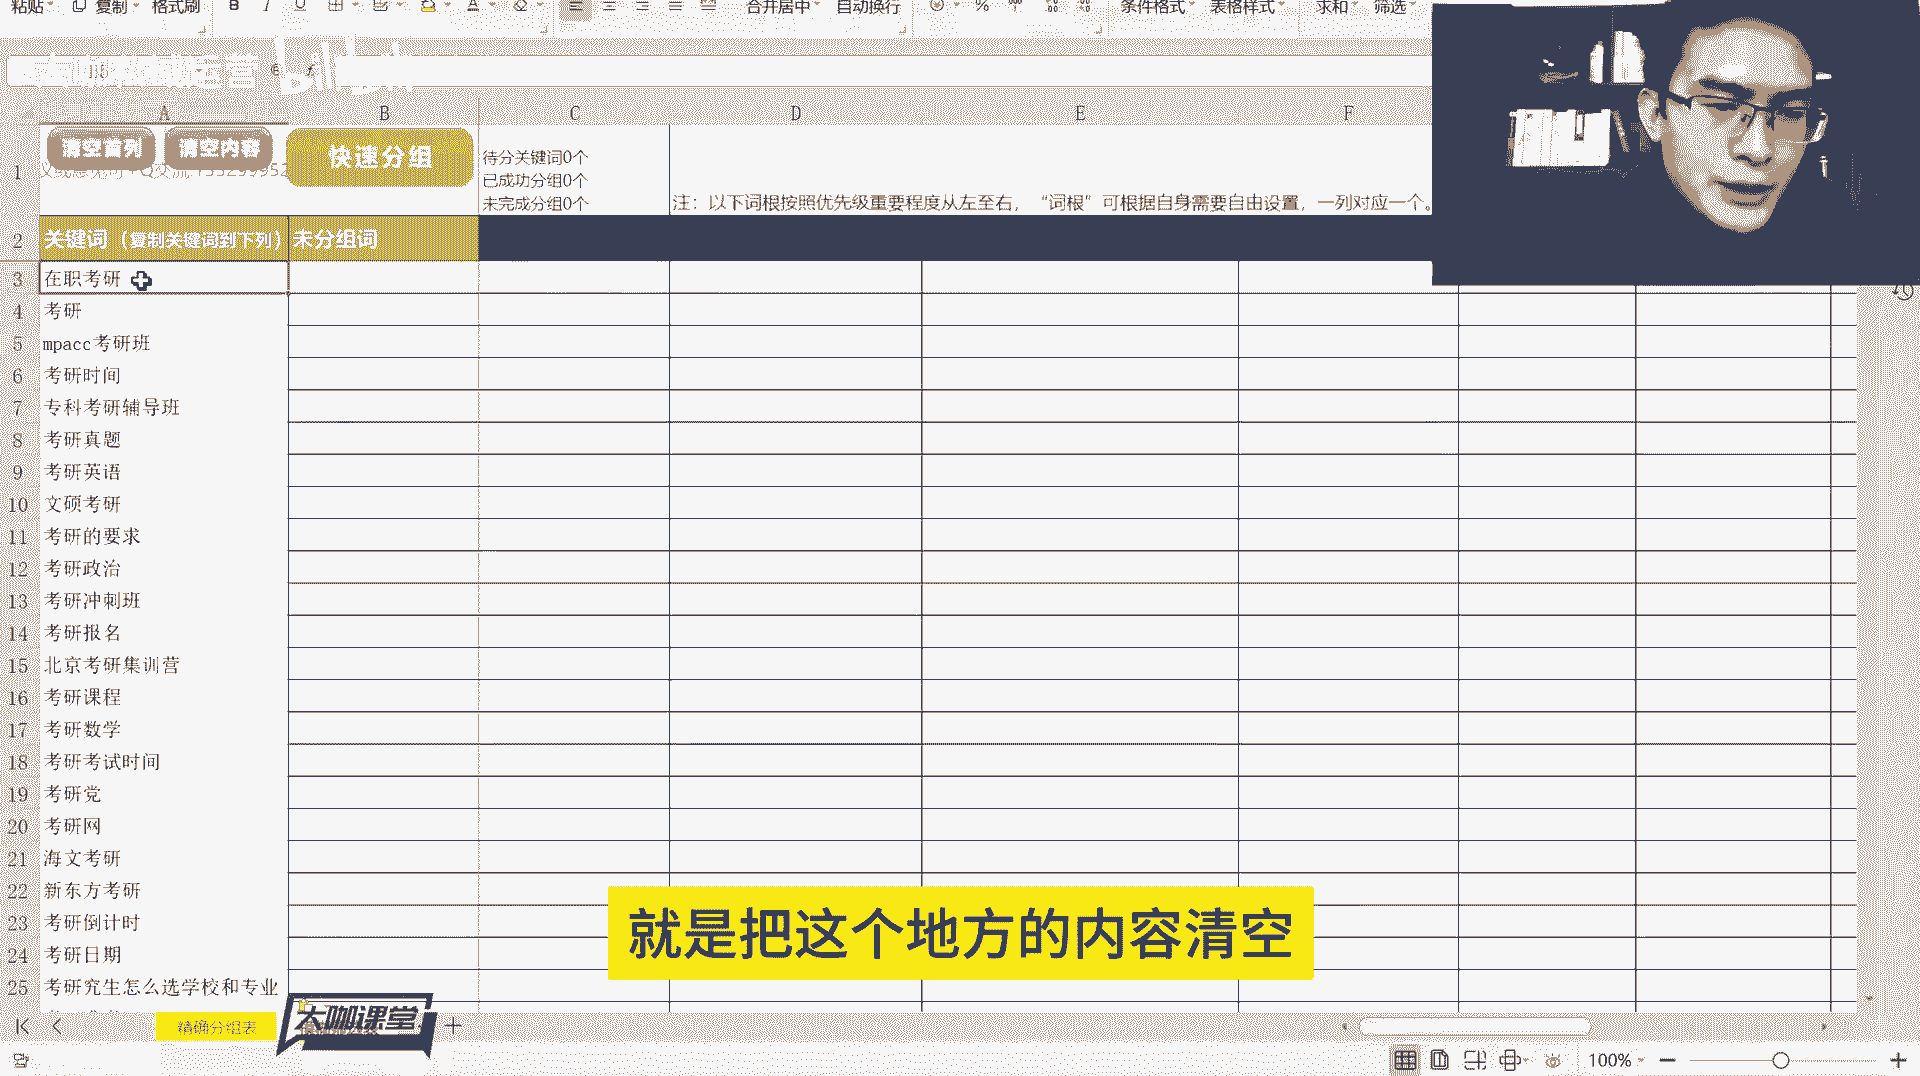 粘贴 复制 格式刷 B I U A 合并居中 自动换行 % 条件格式 表格样式 求和 筛选
A B C D E F
清空首列 清空内容 快速分组
待分关键词0个
已成功分组0个
未完成分组0个
注：以下词根按照优先级重要程度从左至右，“词根”可根据自身需要自由设置，一列对应一个。
1
2 关键词（复制关键词到下列） 未分组词
3 在职考研
4 考研
5 mpacc考研班
6 考研时间
7 专科考研辅导班
8 考研真题
9 考研英语
10 文硕考研
11 考研的要求
12 考研政治
13 考研冲刺班
14 考研报名
15 北京考研集训营
16 考研课程
17 考研数学
18 考研考试时间
19 考研党
20 考研网
21 海文考研
22 新东方考研
23 考研倒计时
24 考研日期
25 考研究生怎么选学校和专业
就是把这个地方的内容清空
精确分组表
大咖课堂
100%